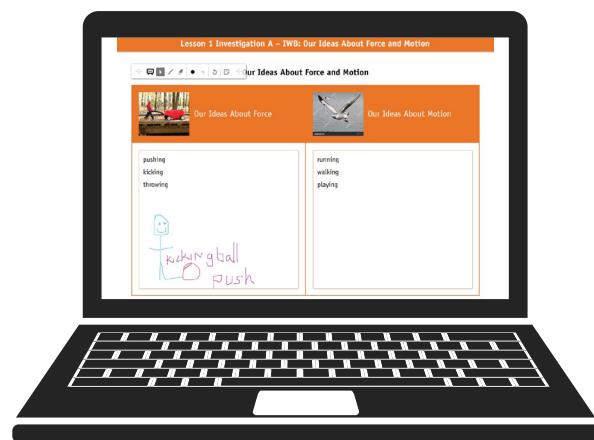 Lesson 1 Investigation A – IWB: Our Ideas About Force and Motion
Our Ideas About Force and Motion
Our Ideas About Force
Our Ideas About Motion
pushing
kicking
throwing
running
walking
playing
kicking ball
push